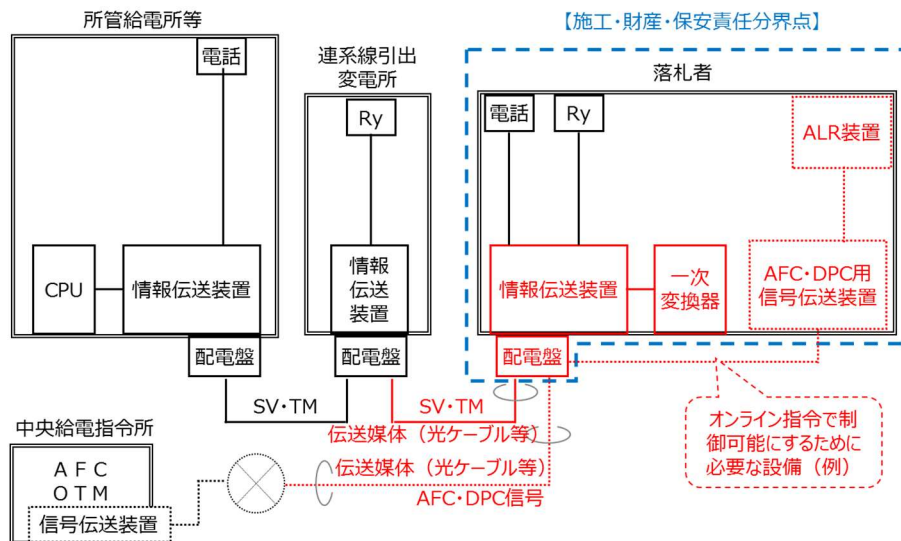 所管給電所等
電話
CPU
情報伝送装置
配電盤
連系線引出
変電所
Ry
情報
伝送
装置
配電盤
【施工・財産・保安責任分界点】
落札者
電話
Ry
ALR装置
情報伝送装置
一次
変換器
AFC・DPC用
信号伝送装置
配電盤
SV・TM
SV・TM
伝送媒体（光ケーブル等）
伝送媒体（光ケーブル等）
AFC・DPC信号
オンライン指令で制
御可能にするために
必要な設備（例）
中央給電指令所
ＡＦＣ
ＯＴＭ
信号伝送装置